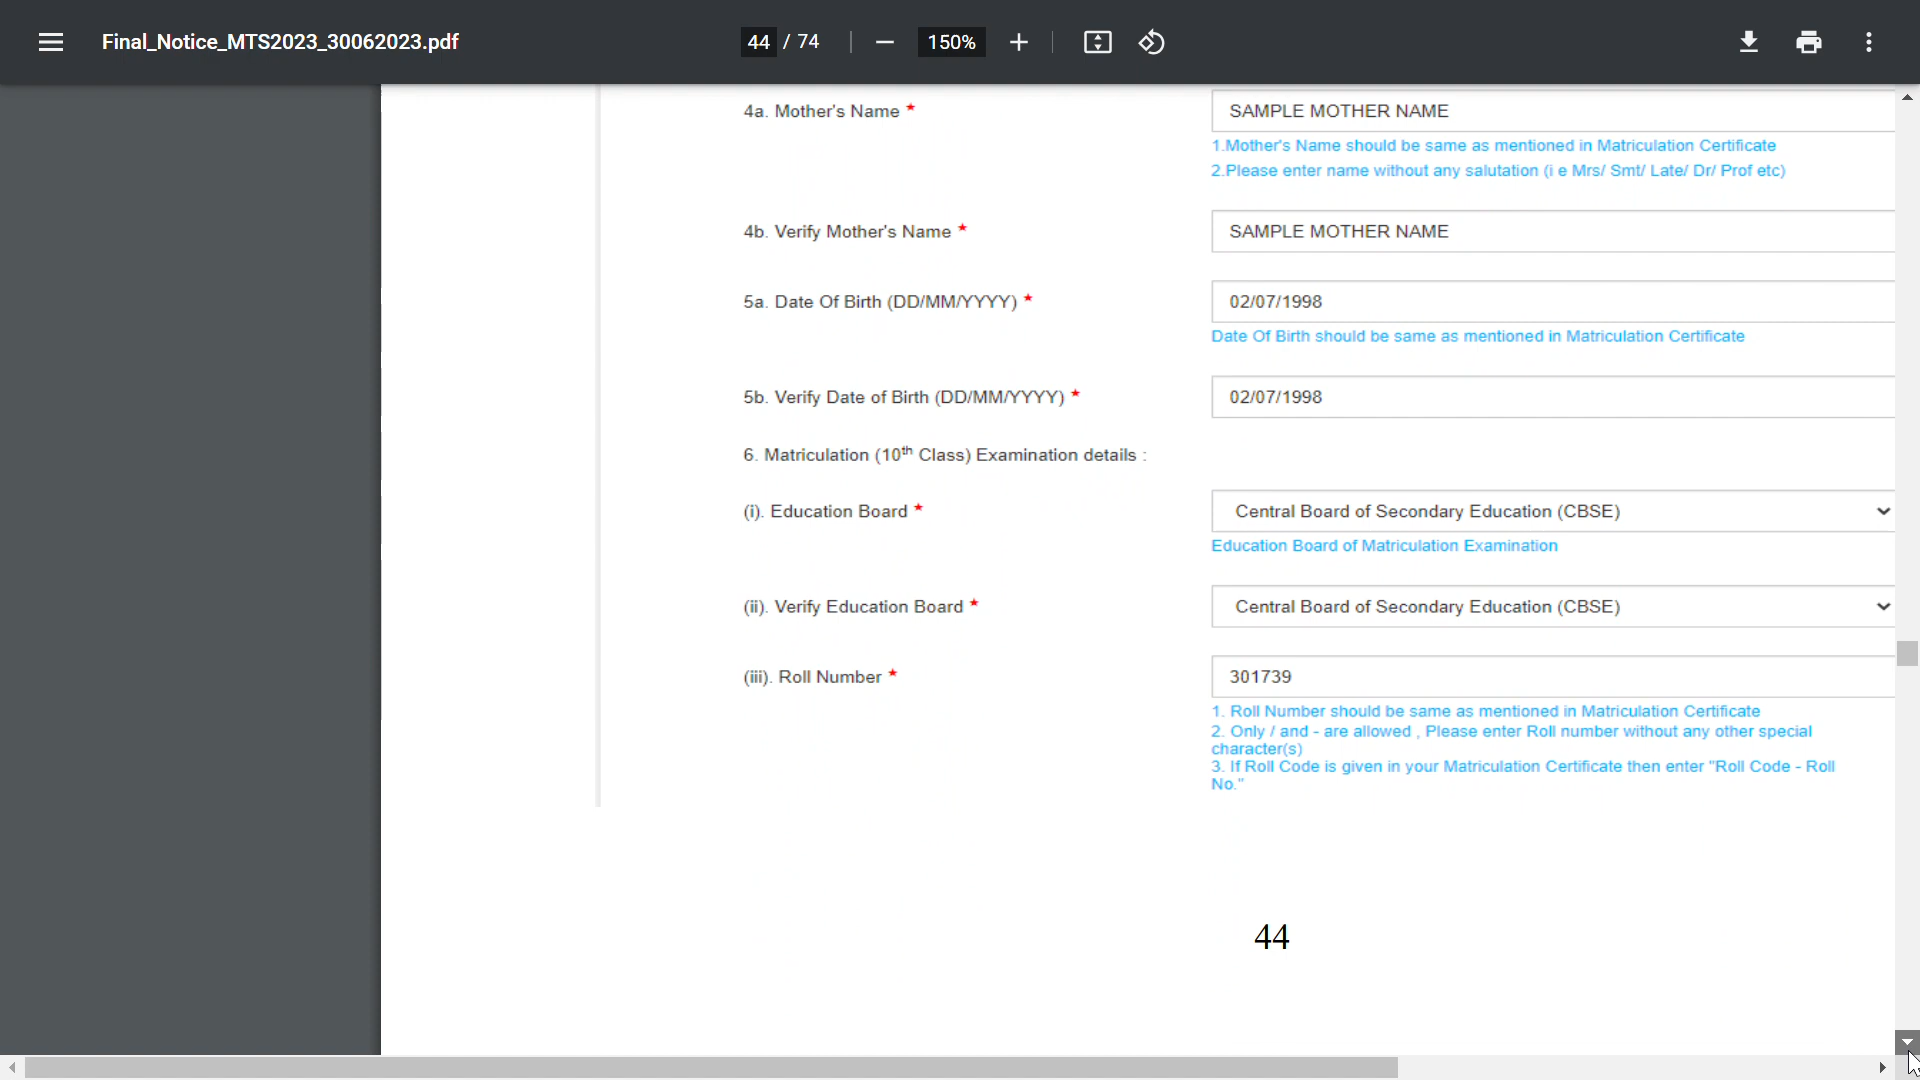 Final_Notice_MTS2023_30062023.pdf
44 / 74
150%
4a. Mother's Name *
SAMPLE MOTHER NAME
1.Mother's Name should be same as mentioned in Matriculation Certificate
2.Please enter name without any salutation (i e Mrs/ Smt/ Late/ Dr/ Prof etc)
4b. Verify Mother's Name *
SAMPLE MOTHER NAME
5a. Date Of Birth (DD/MM/YYYY) *
02/07/1998
Date Of Birth should be same as mentioned in Matriculation Certificate
5b. Verify Date of Birth (DD/MM/YYYY) *
02/07/1998
6. Matriculation (10th Class) Examination details :
(i). Education Board *
Central Board of Secondary Education (CBSE)
Education Board of Matriculation Examination
(ii). Verify Education Board *
Central Board of Secondary Education (CBSE)
(iii). Roll Number *
301739
1. Roll Number should be same as mentioned in Matriculation Certificate
2. Only / and - are allowed , Please enter Roll number without any other special
character(s)
3. If Roll Code is given in your Matriculation Certificate then enter "Roll Code - Roll
No."
44